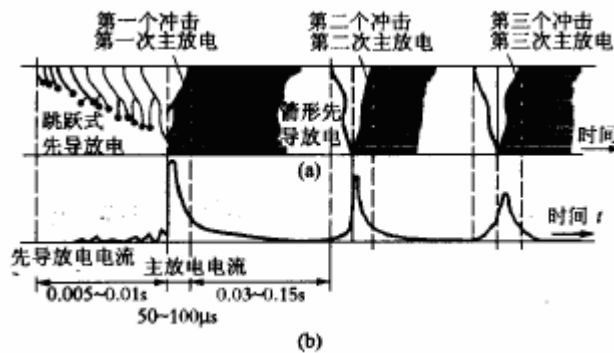 第一个冲击
第一次主放电
第二个冲击
第二次主放电
第三个冲击
第三次主放电
跳跃式
先导放电
箭形先
导放电
时间
(a)
时间 t
先导放电电流
主放电电流
0.005~0.01s
0.03~0.15s
50~100μs
(b)